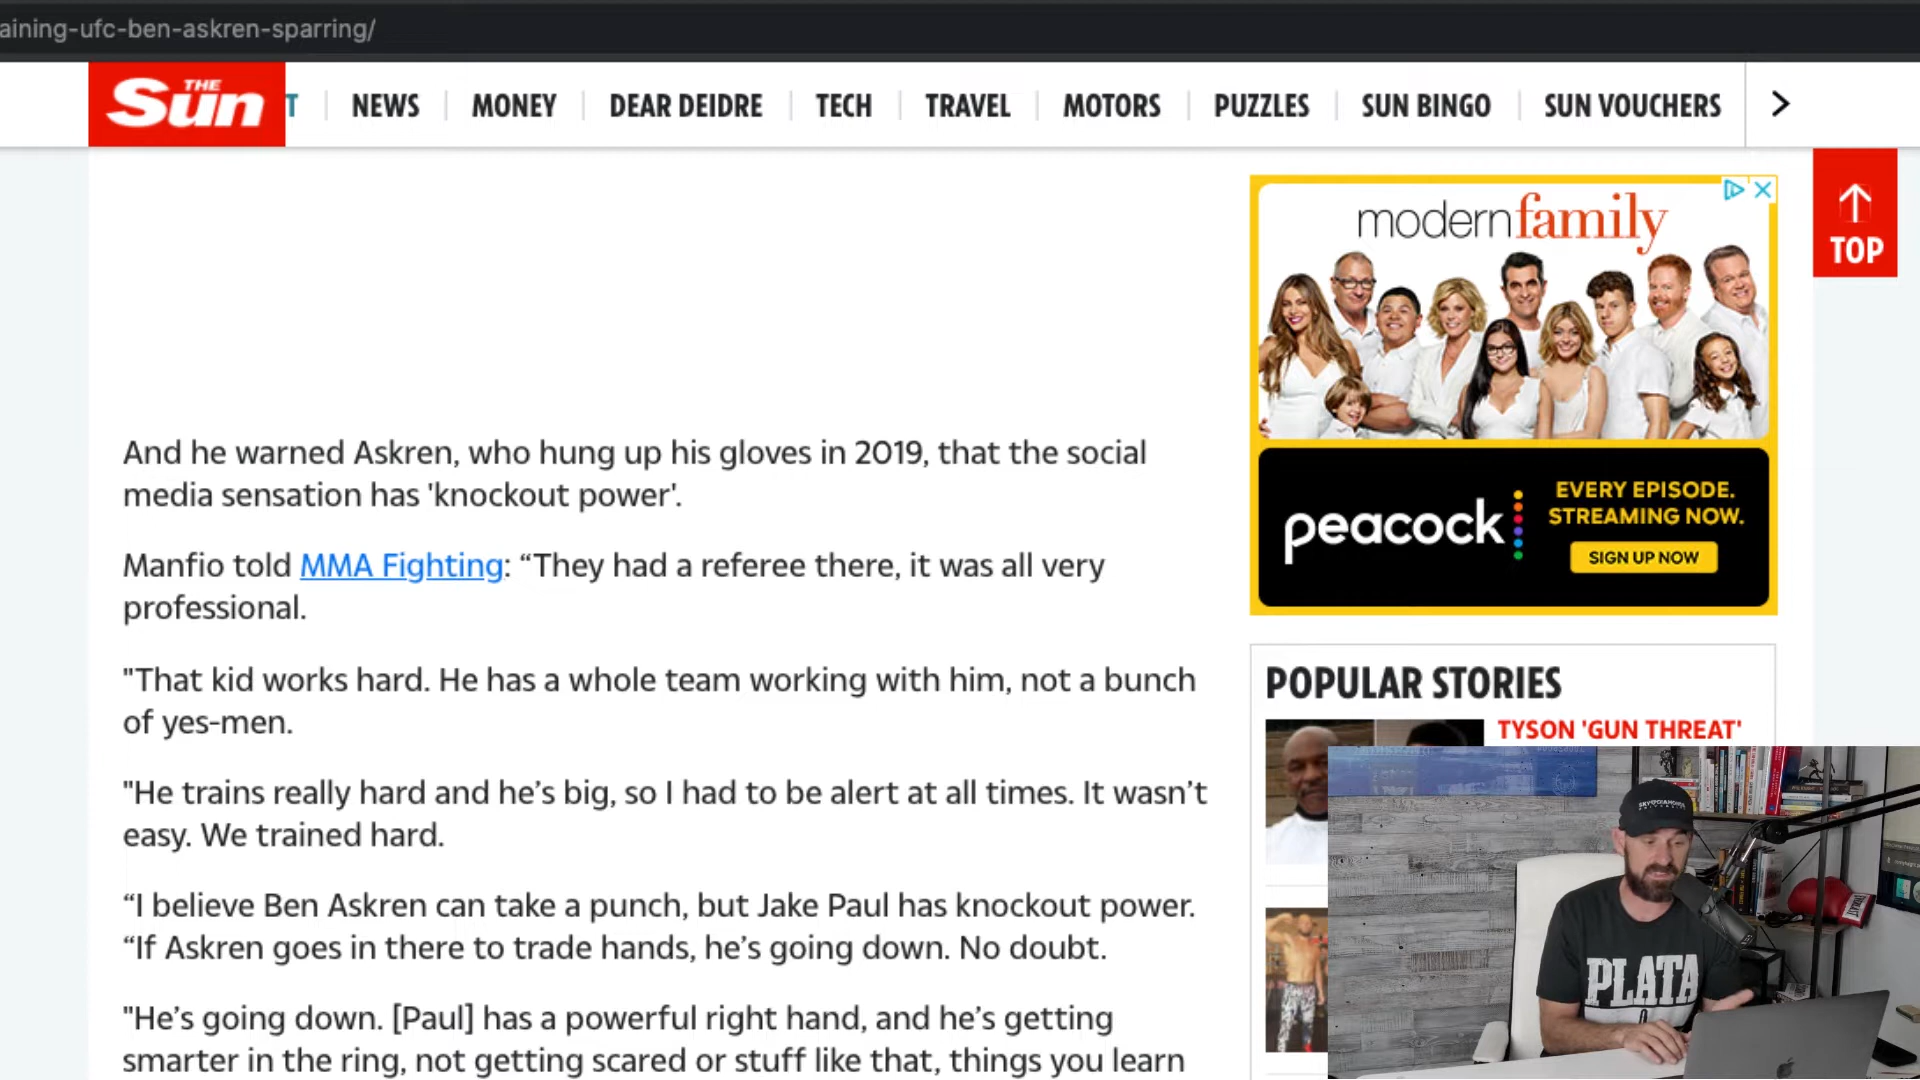 aining-ufc-ben-askren-sparring/
THE
Sun
T
NEWS
MONEY
DEAR DEIDRE
TECH
TRAVEL
MOTORS
PUZZLES
SUN BINGO
SUN VOUCHERS
TOP
modernfamily
peacock
EVERY EPISODE.
STREAMING NOW.
SIGN UP NOW
And he warned Askren, who hung up his gloves in 2019, that the social
media sensation has 'knockout power'.
Manfio told MMA Fighting: “They had a referee there, it was all very
professional.
"That kid works hard. He has a whole team working with him, not a bunch
of yes-men.
"He trains really hard and he’s big, so I had to be alert at all times. It wasn’t
easy. We trained hard.
“I believe Ben Askren can take a punch, but Jake Paul has knockout power.
“If Askren goes in there to trade hands, he’s going down. No doubt.
"He’s going down. [Paul] has a powerful right hand, and he’s getting
smarter in the ring, not getting scared or stuff like that, things you learn
POPULAR STORIES
TYSON 'GUN THREAT'
PLATA